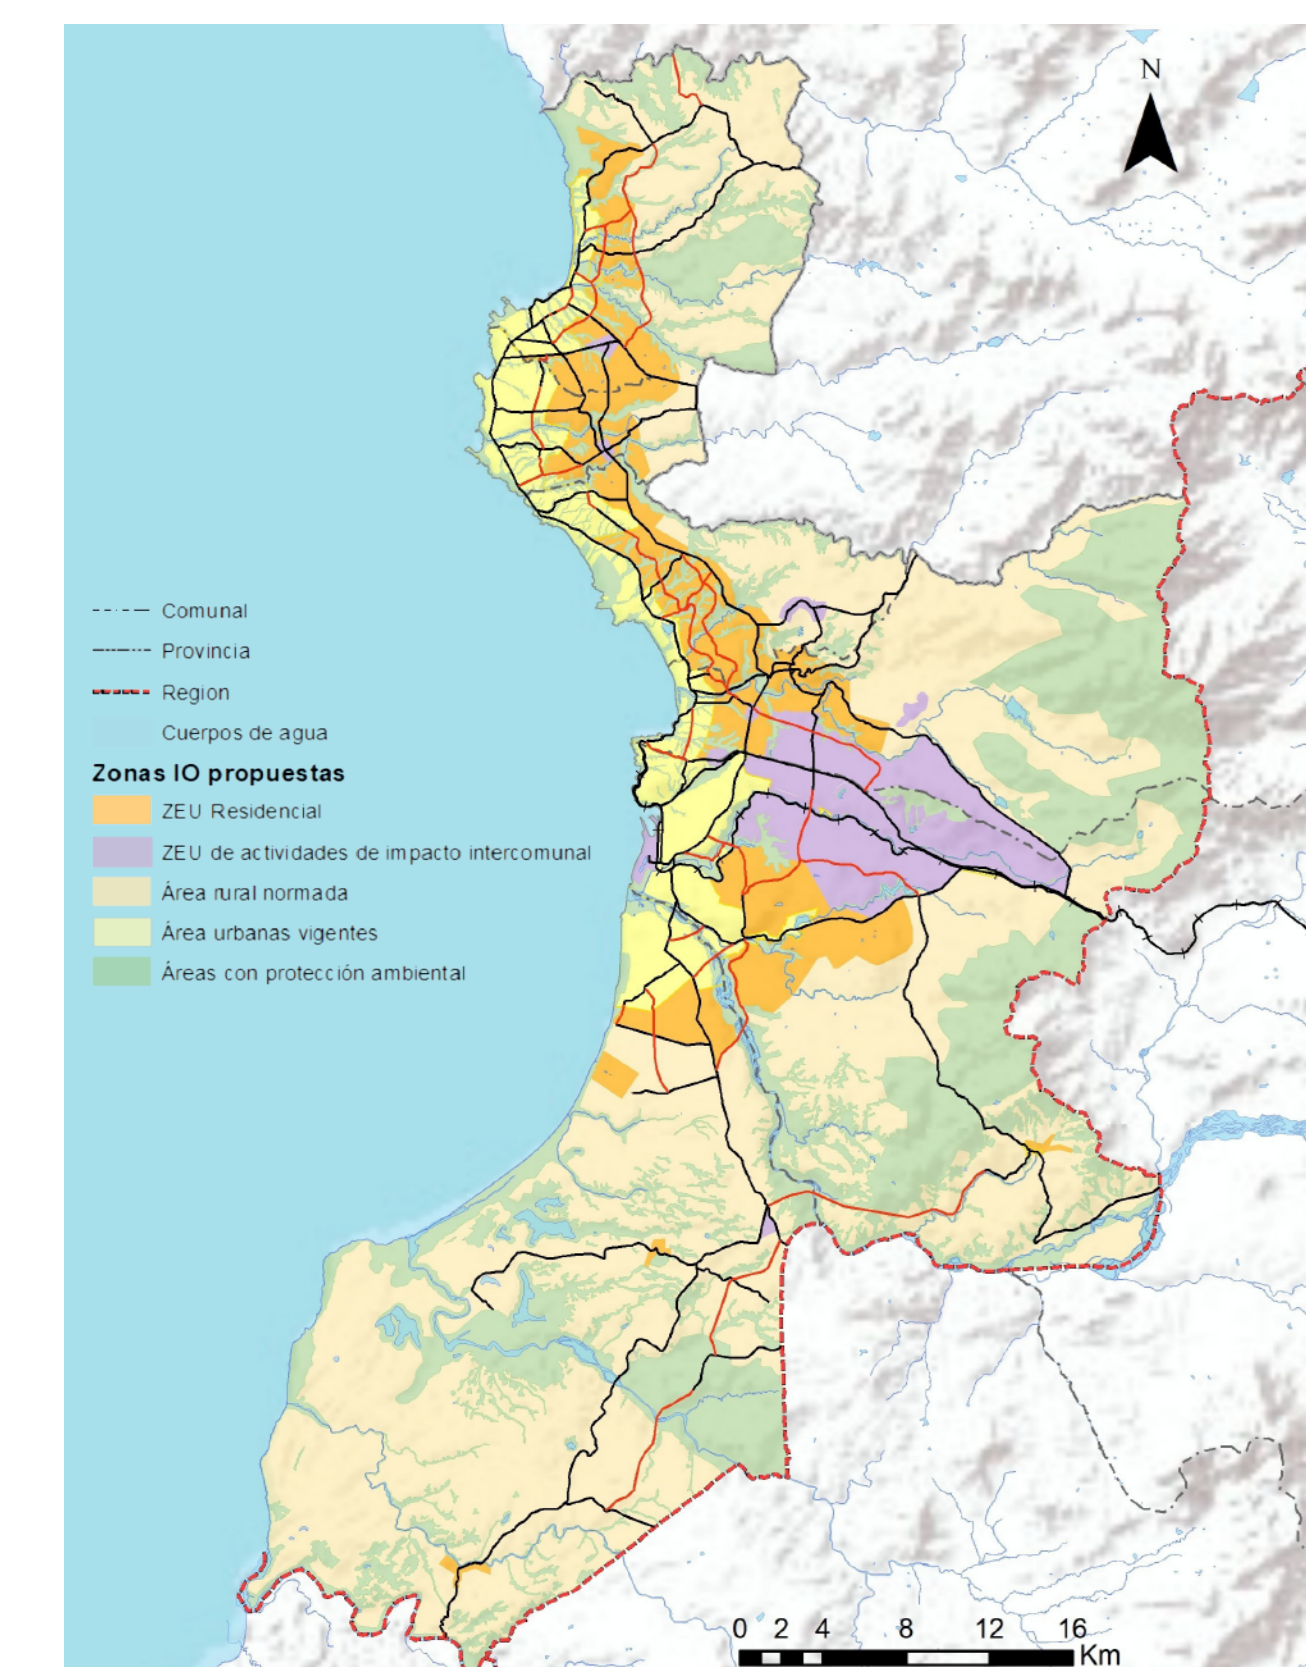 N
Comunal
Provincia
Region
Cuerpos de agua
Zonas IO propuestas
ZEU Residencial
ZEU de actividades de impacto intercomunal
Área rural normada
Área urbanas vigentes
Áreas con protección ambiental
0 2 4 8 12 16
Km